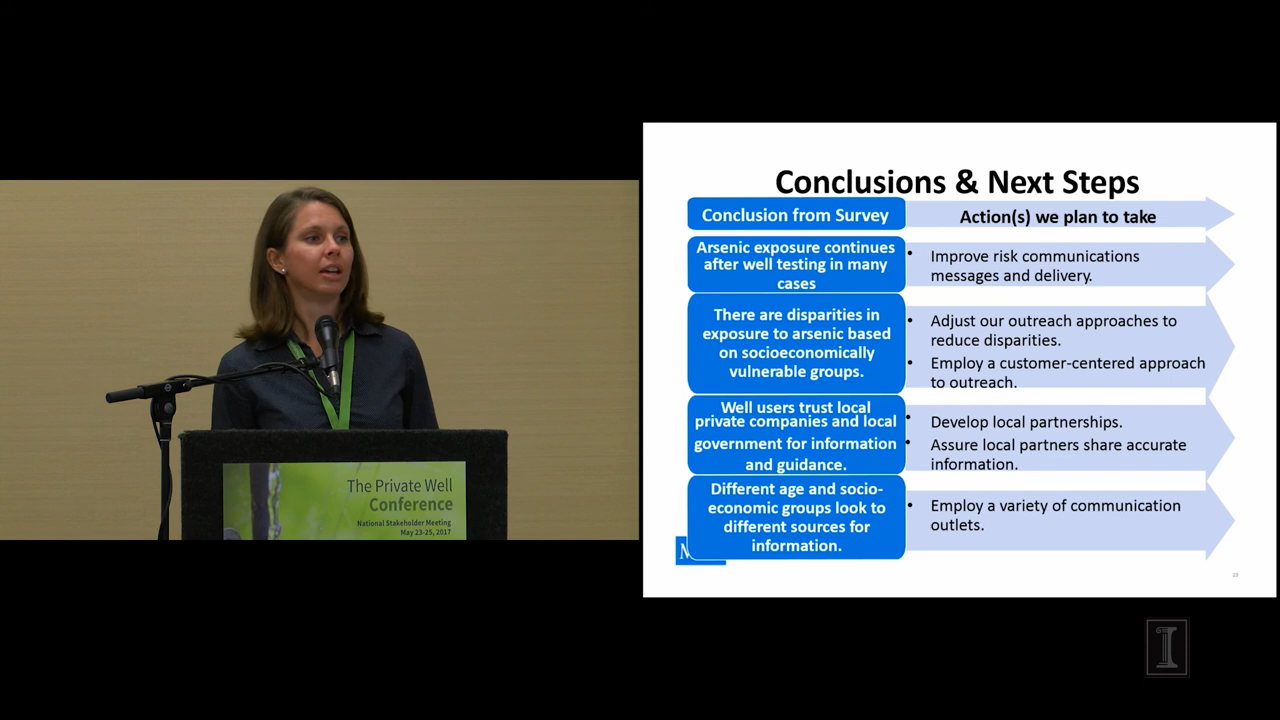 The Private Well
Conference
National Stakeholder Meeting
May 23-25, 2017
Conclusions & Next Steps
Conclusion from Survey
Action(s) we plan to take
Arsenic exposure continues
after well testing in many
cases
• Improve risk communications
messages and delivery.
There are disparities in
exposure to arsenic based
on socioeconomically
vulnerable groups.
• Adjust our outreach approaches to
reduce disparities.
• Employ a customer-centered approach
to outreach.
Well users trust local
private companies and local
government for information
and guidance.
• Develop local partnerships.
• Assure local partners share accurate
information.
Different age and socio-
economic groups look to
different sources for
information.
• Employ a variety of communication
outlets.
23
I